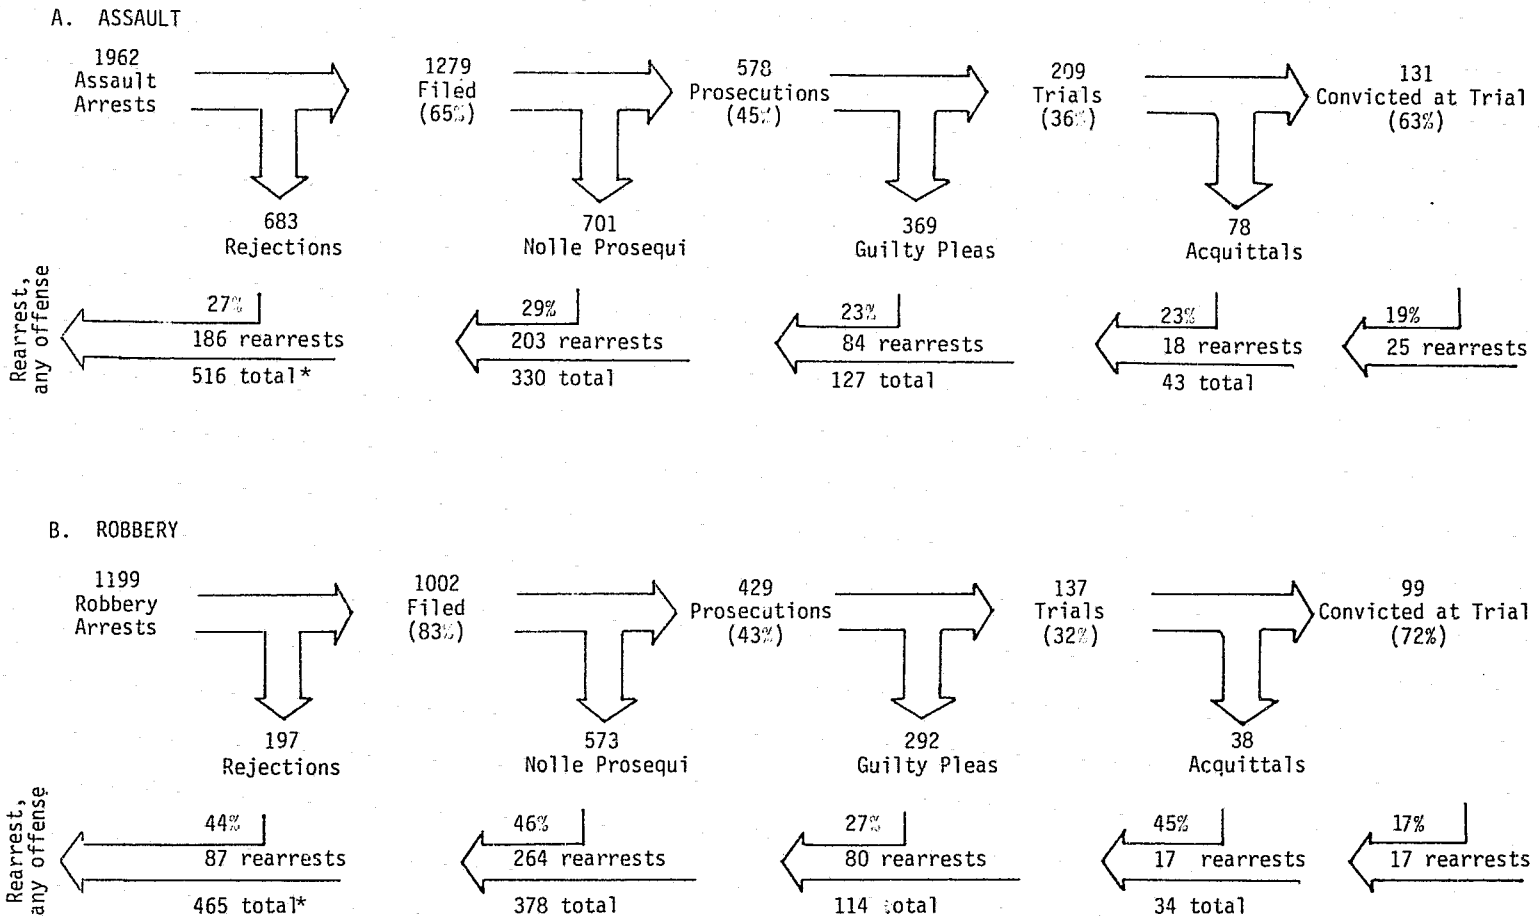 A. ASSAULT
1962
Assault
Arrests
1279
Filed
(65%)
578
Prosecutions
(45%)
209
Trials
(36%)
131
Convicted at Trial
(63%)
683
Rejections
701
Nolle Prosequi
369
Guilty Pleas
78
Acquittals
Rearrest,
any offense
27%
186 rearrests
516 total*
29%
203 rearrests
330 total
23%
84 rearrests
127 total
23%
18 rearrests
43 total
19%
25 rearrests
B. ROBBERY
1199
Robbery
Arrests
1002
Filed
(83%)
429
Prosecutions
(43%)
137
Trials
(32%)
99
Convicted at Trial
(72%)
197
Rejections
573
Nolle Prosequi
292
Guilty Pleas
38
Acquittals
Rearrest,
any offense
44%
87 rearrests
465 total*
46%
264 rearrests
378 total
27%
80 rearrests
114 total
45%
17 rearrests
34 total
17%
17 rearrests